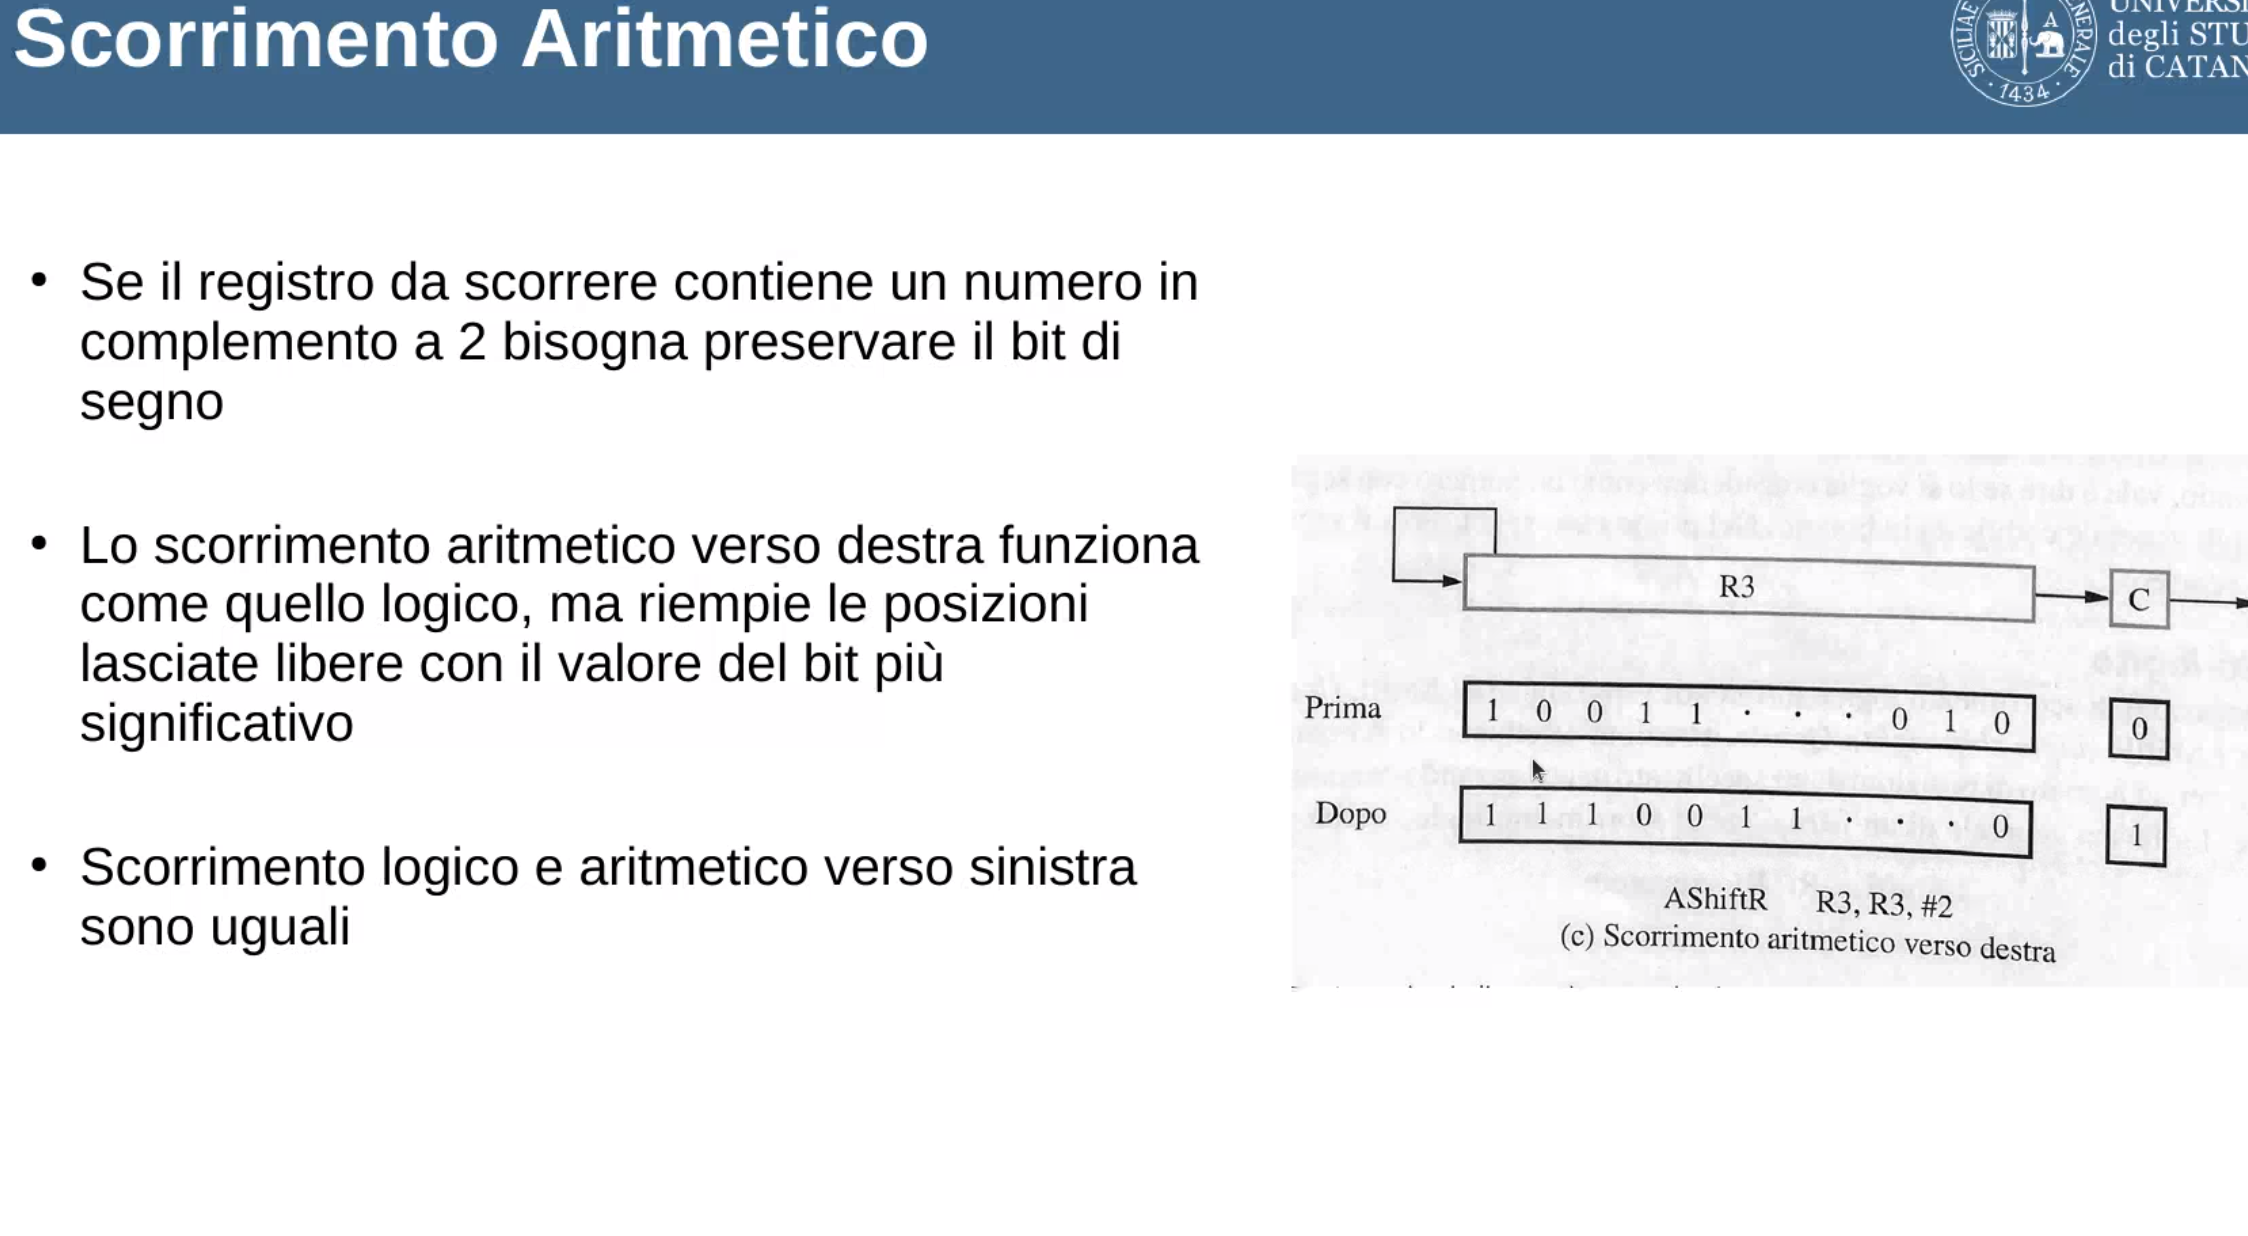 Scorrimento Aritmetico
degli STU
di CATAN
SICILIAE
1434
• Se il registro da scorrere contiene un numero in
complemento a 2 bisogna preservare il bit di
segno
• Lo scorrimento aritmetico verso destra funziona
come quello logico, ma riempie le posizioni
lasciate libere con il valore del bit più
significativo
• Scorrimento logico e aritmetico verso sinistra
sono uguali
R3 C
Prima 1 0 0 1 1 · · · 0 1 0 0
Dopo 1 1 1 0 0 1 1 · · · 0 1
AShiftR R3, R3, #2
(c) Scorrimento aritmetico verso destra